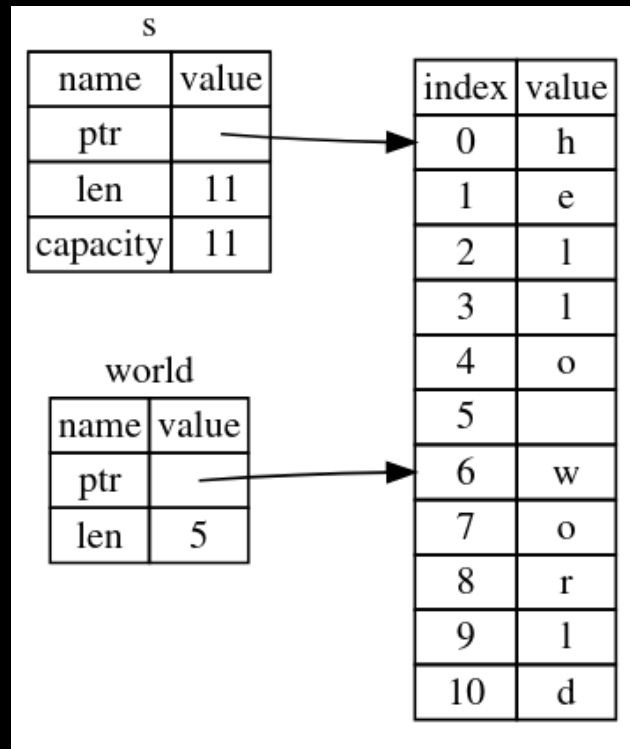 s
name value
ptr
len 11
capacity 11
world
name value
ptr
len 5
index value
0 h
1 e
2 l
3 l
4 o
5
6 w
7 o
8 r
9 l
10 d